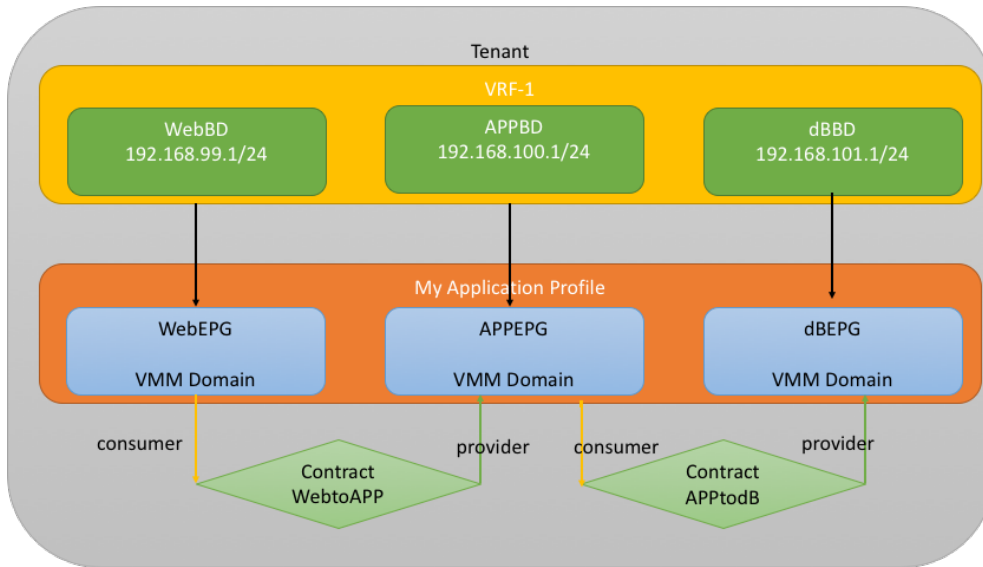 Tenant
VRF-1
WebBD
192.168.99.1/24
APPBD
192.168.100.1/24
dBBD
192.168.101.1/24
My Application Profile
WebEPG
VMM Domain
APPEPG
VMM Domain
dBEPG
VMM Domain
consumer
provider
consumer
provider
Contract
WebtoAPP
Contract
APPtodB